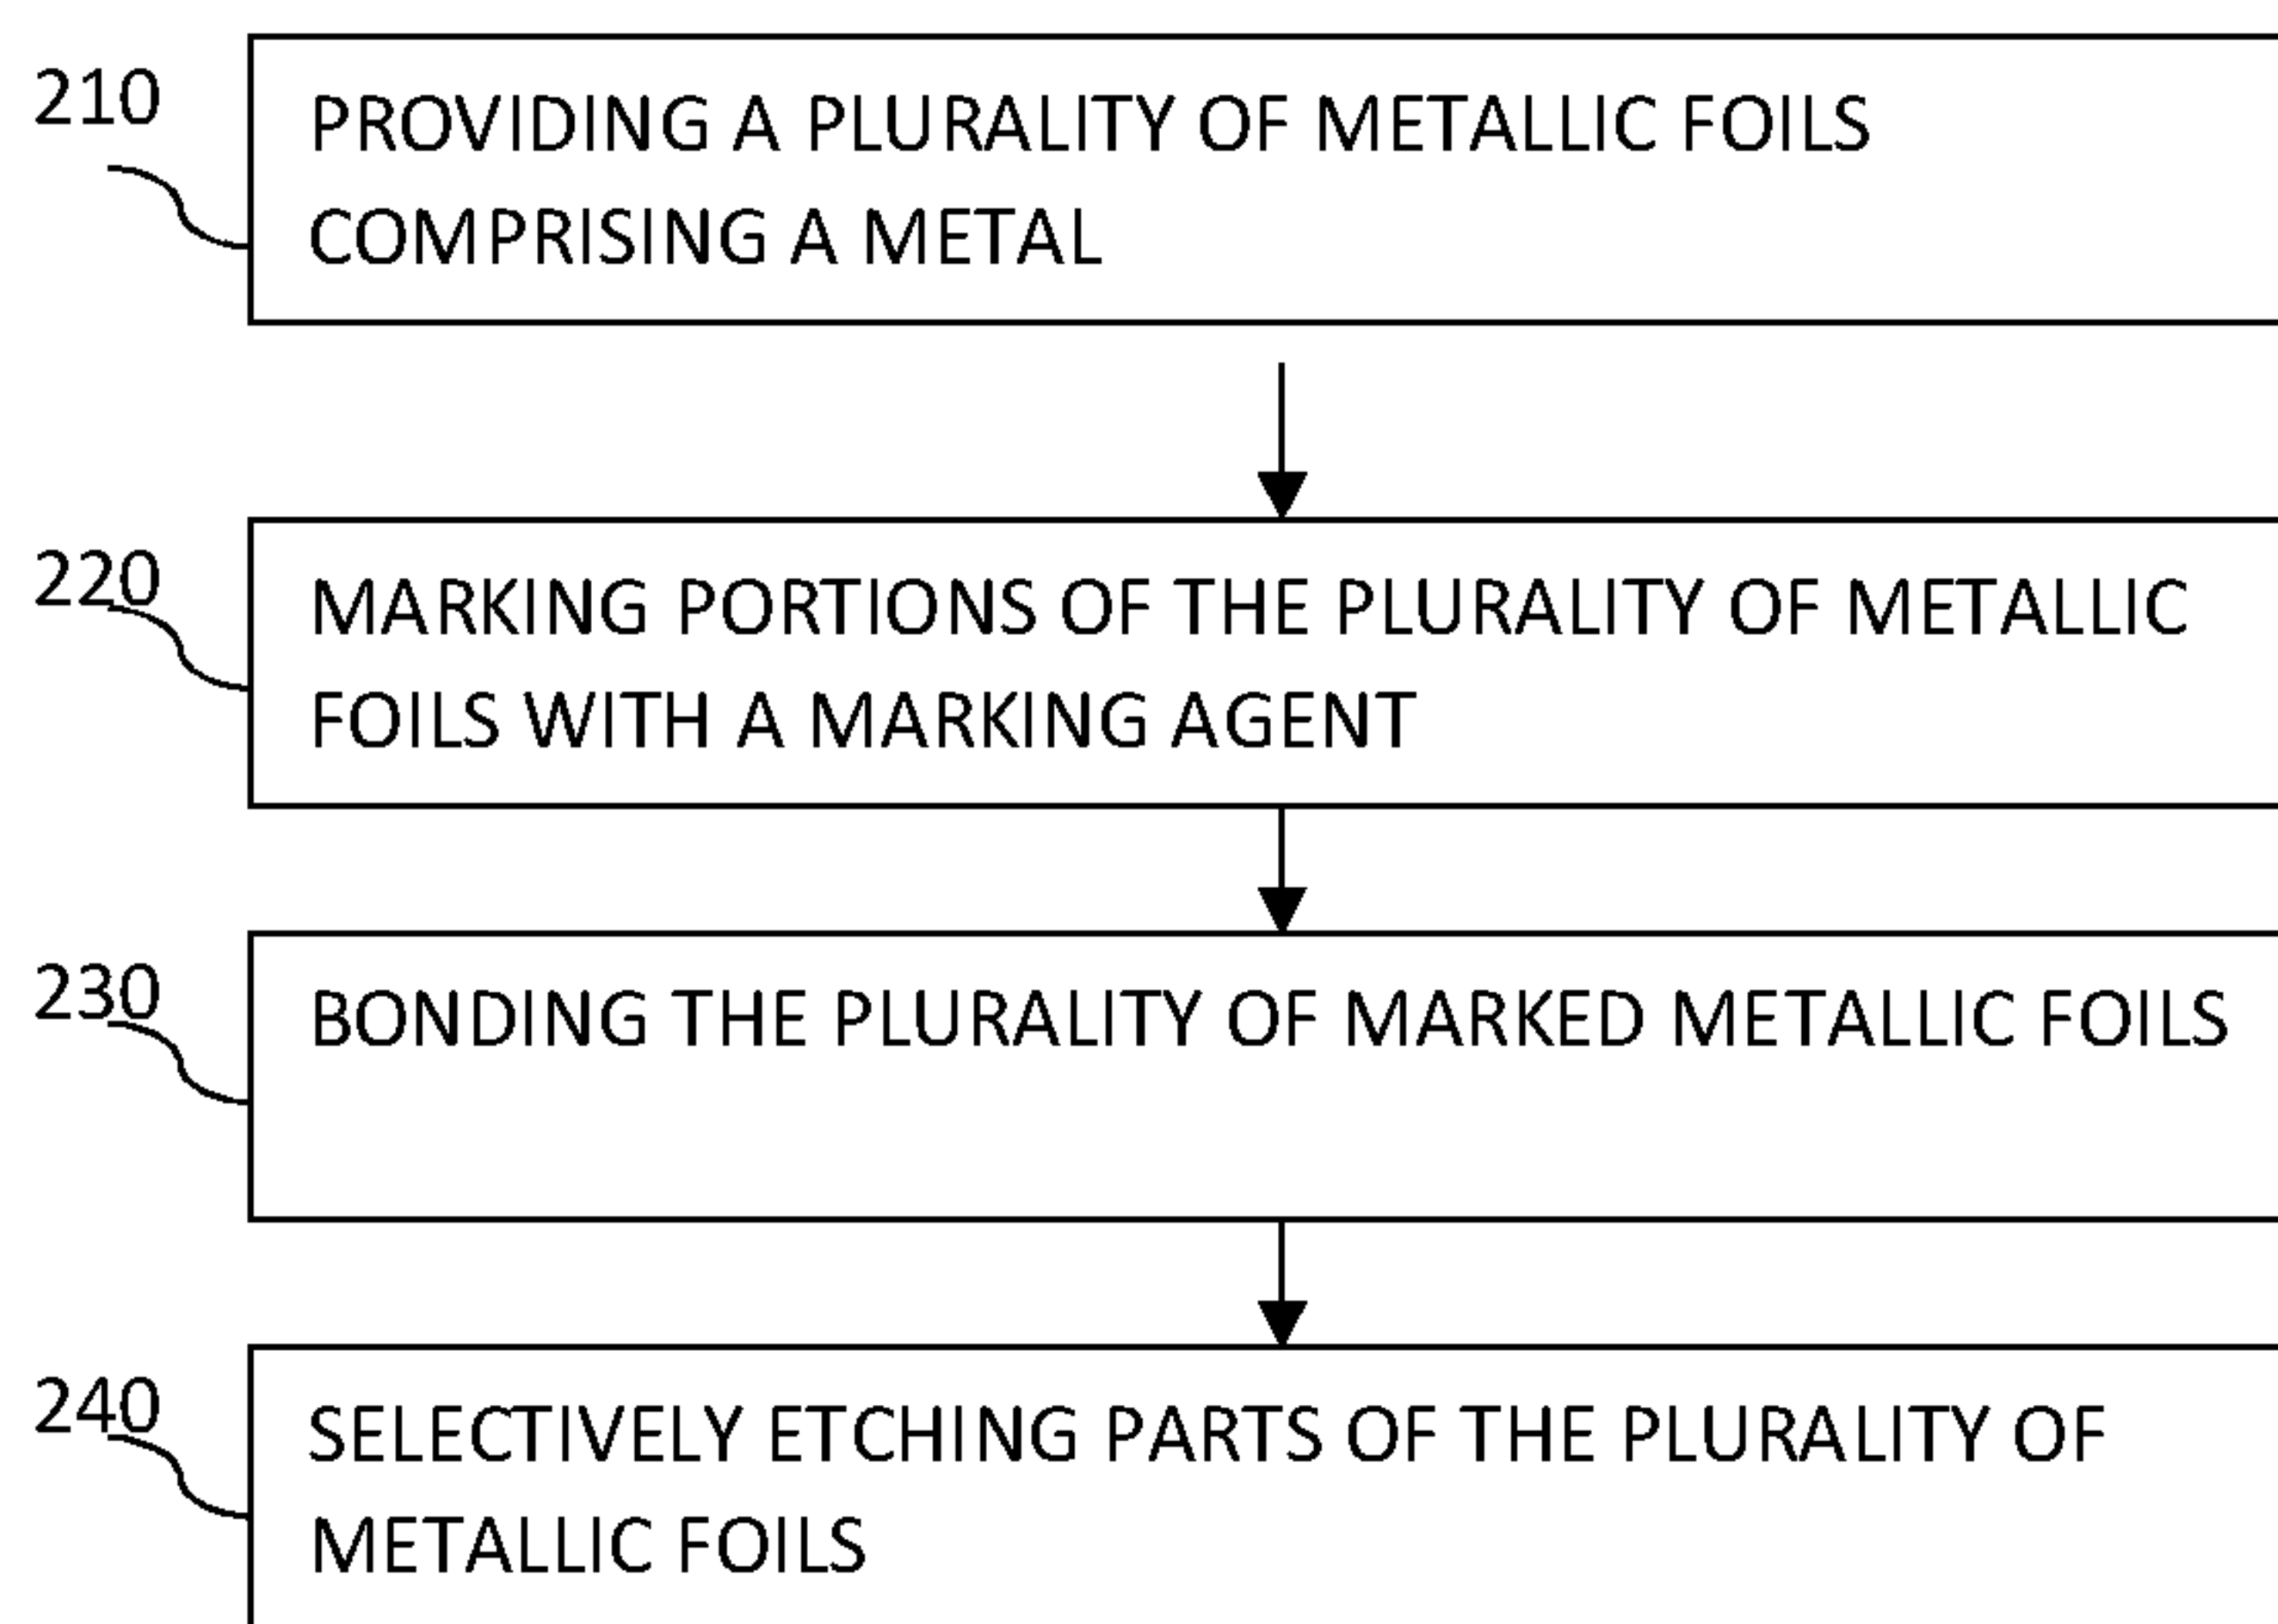 210
PROVIDING A PLURALITY OF METALLIC FOILS
COMPRISING A METAL
220
MARKING PORTIONS OF THE PLURALITY OF METALLIC
FOILS WITH A MARKING AGENT
230
BONDING THE PLURALITY OF MARKED METALLIC FOILS
240
SELECTIVELY ETCHING PARTS OF THE PLURALITY OF
METALLIC FOILS